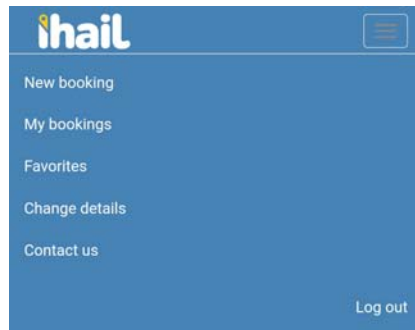 ihail
New booking
My bookings
Favorites
Change details
Contact us
Log out